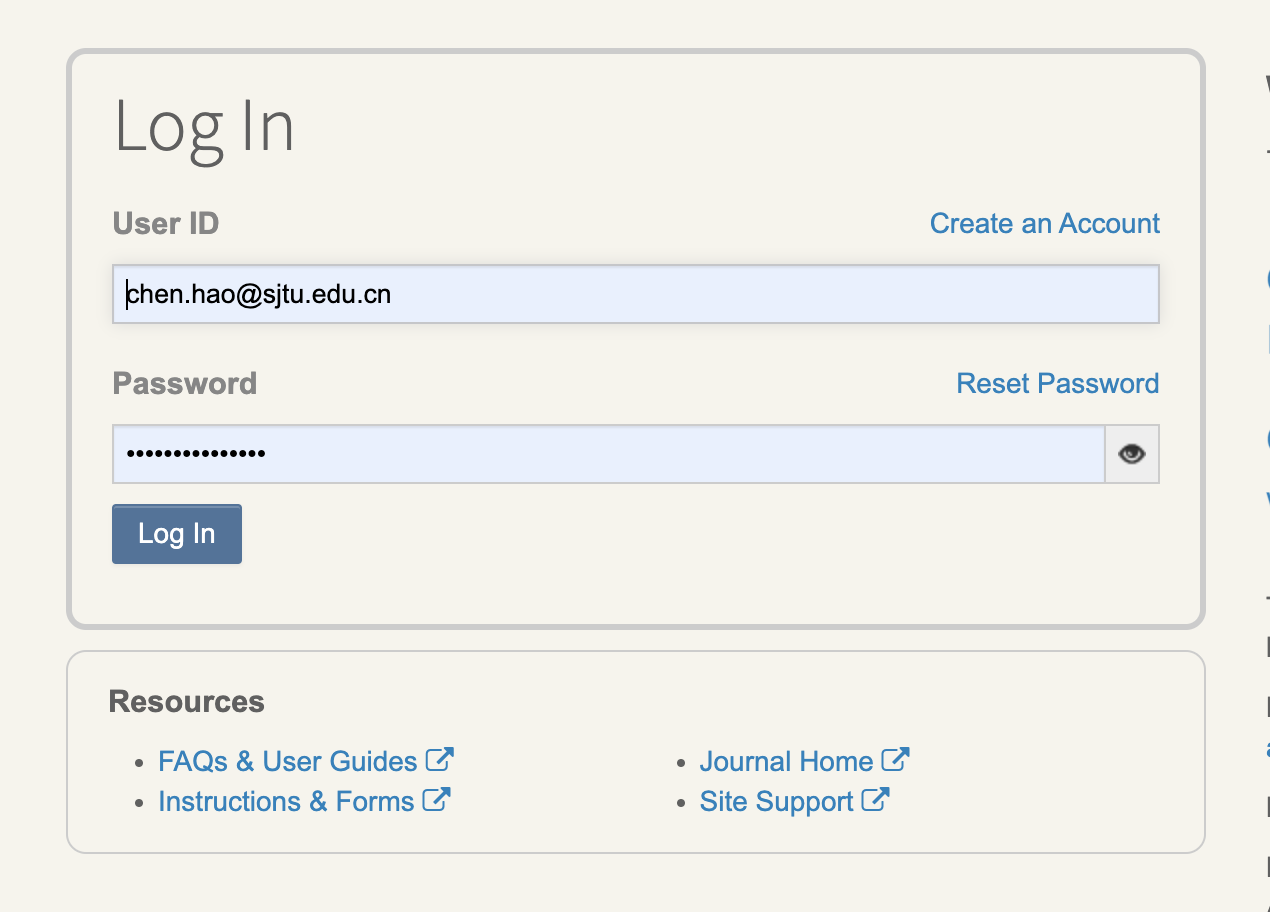 Log In
User ID
Create an Account
chen.hao@sjtu.edu.cn
Password
Reset Password
•••••••••••••••
Log In
Resources
FAQs & User Guides
Instructions & Forms
Journal Home
Site Support